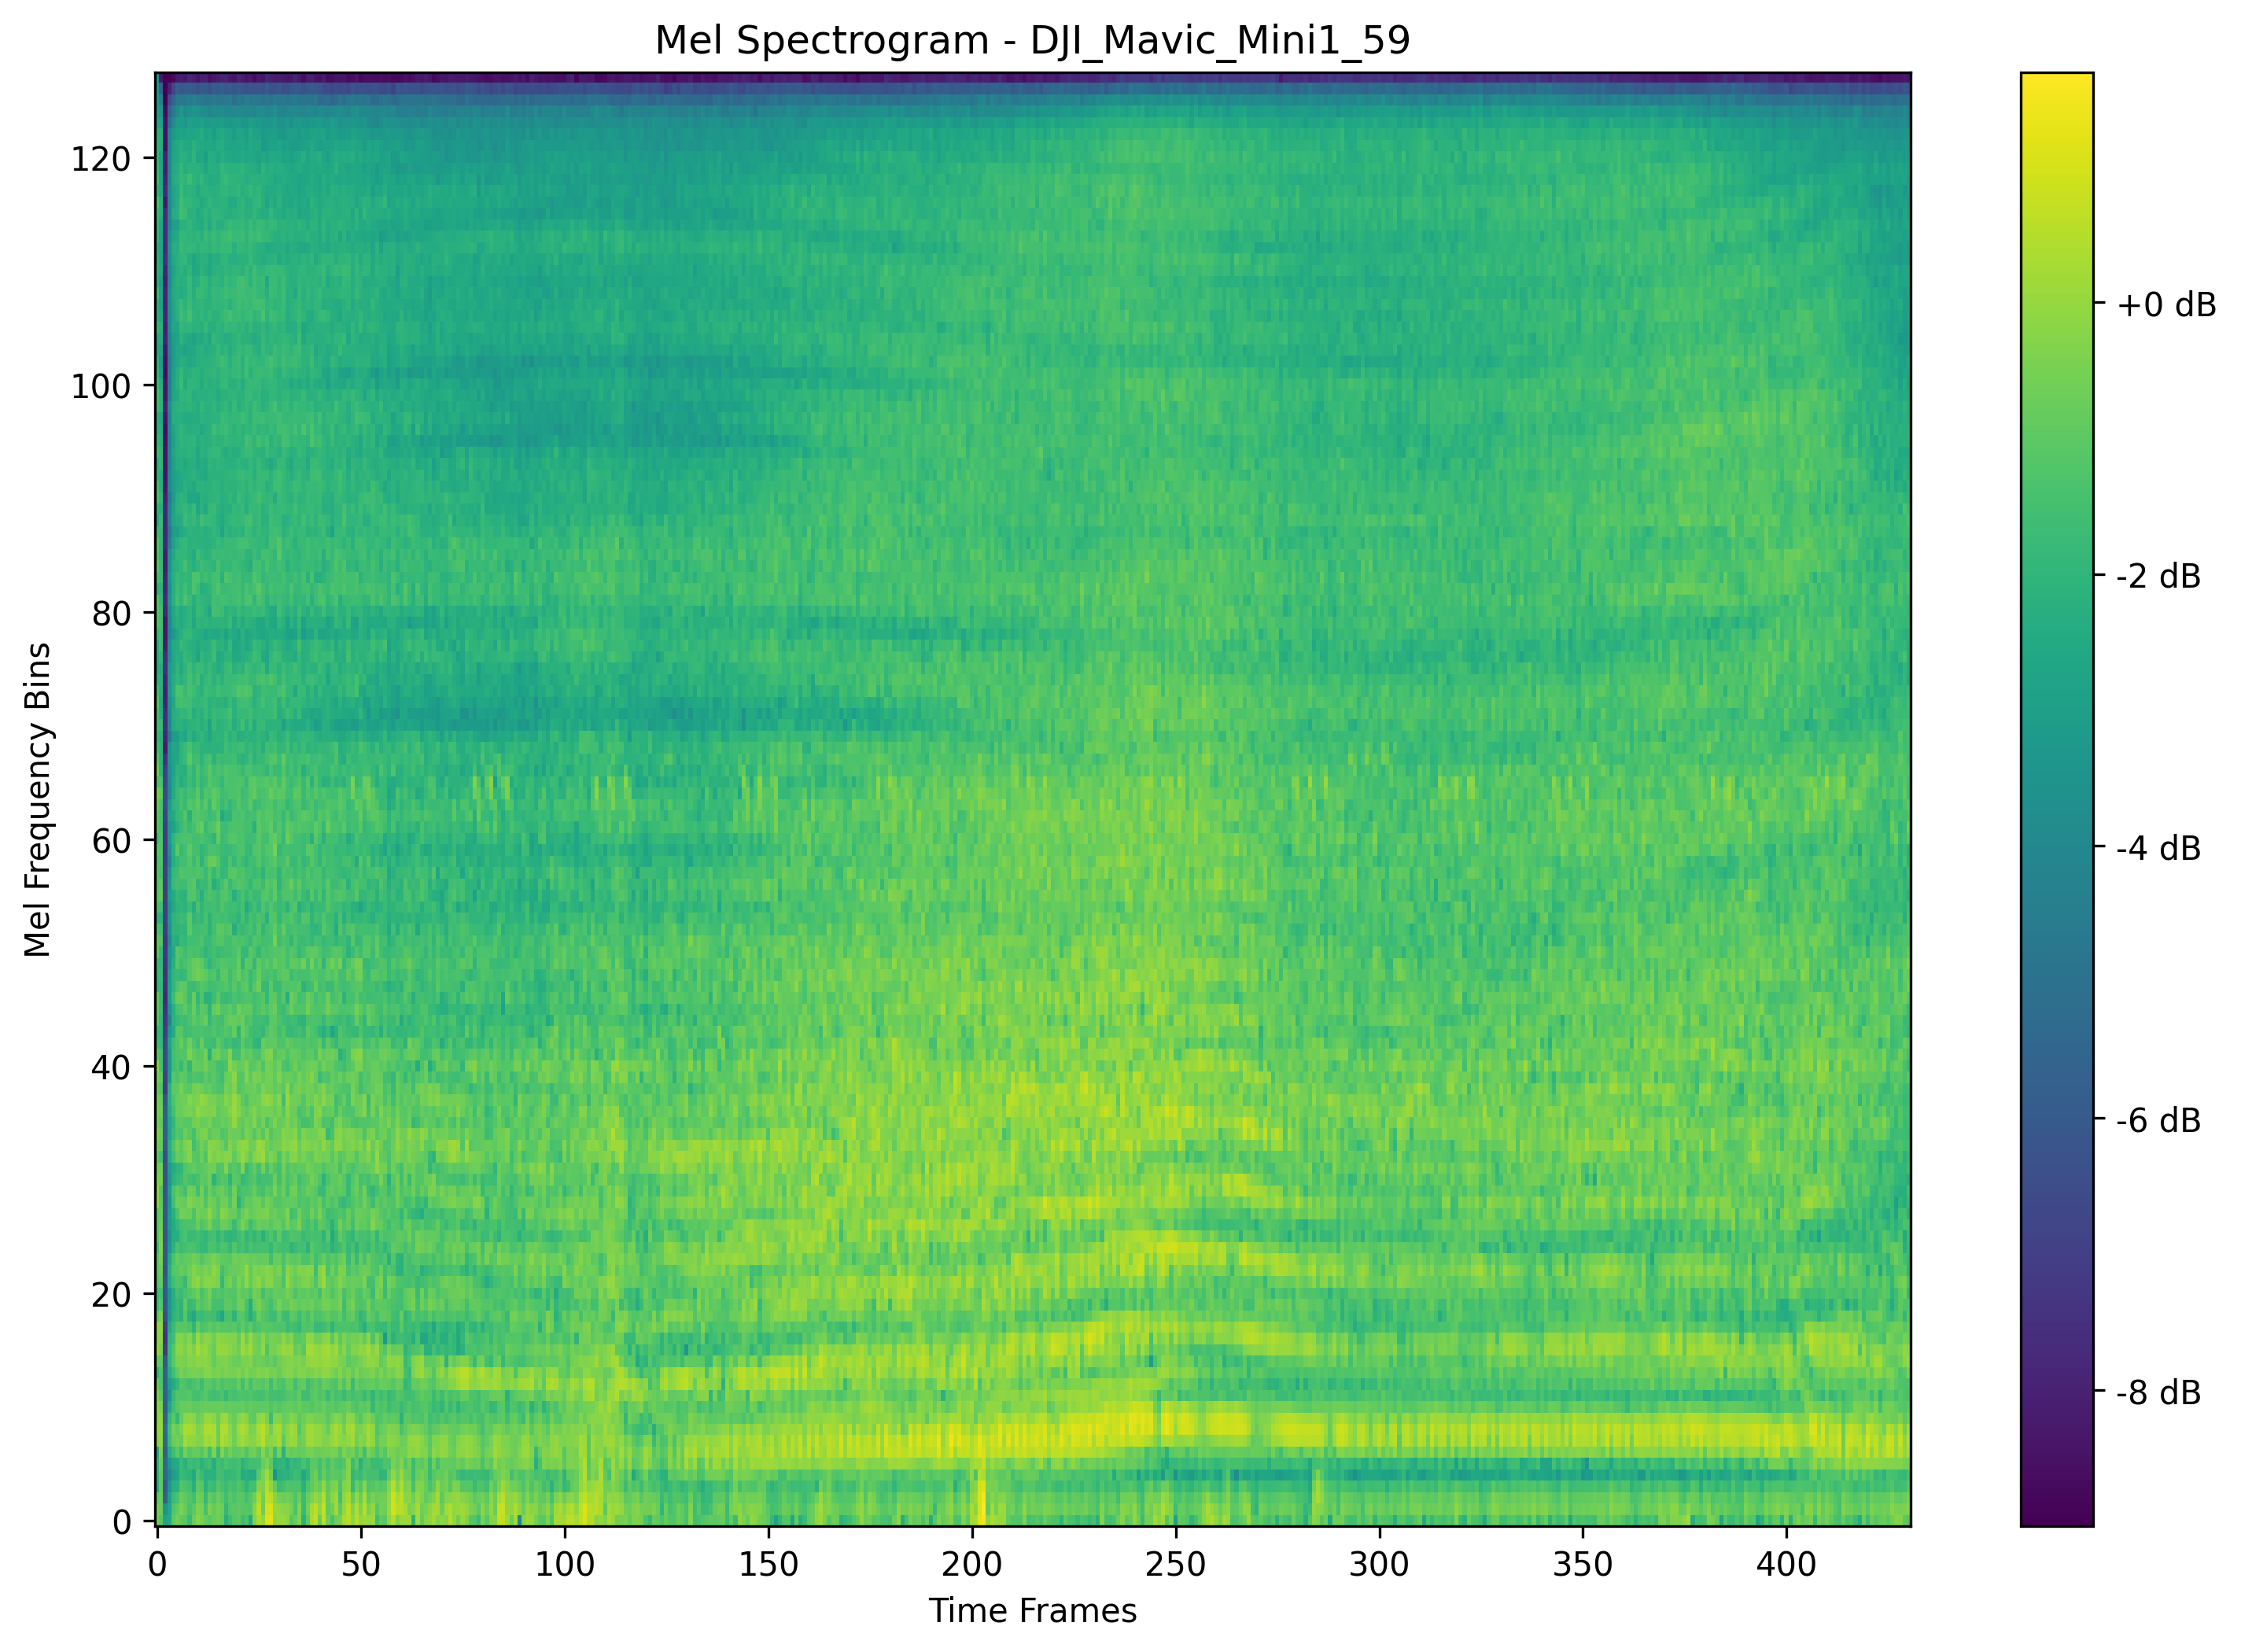 Mel Spectrogram - DJI_Mavic_Mini1_59
120
100
80
60
40
20
0
Mel Frequency Bins
0 50 100 150 200 250 300 350 400
Time Frames
+0 dB
-2 dB
-4 dB
-6 dB
-8 dB